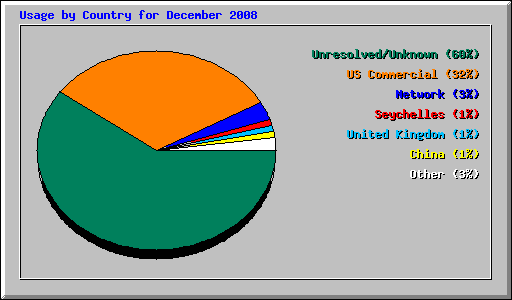 Usage by Country for December 2008
Unresolved/Unknown (60%)
US Commercial (32%)
Network (3%)
Seychelles (1%)
United Kingdom (1%)
China (1%)
Other (3%)